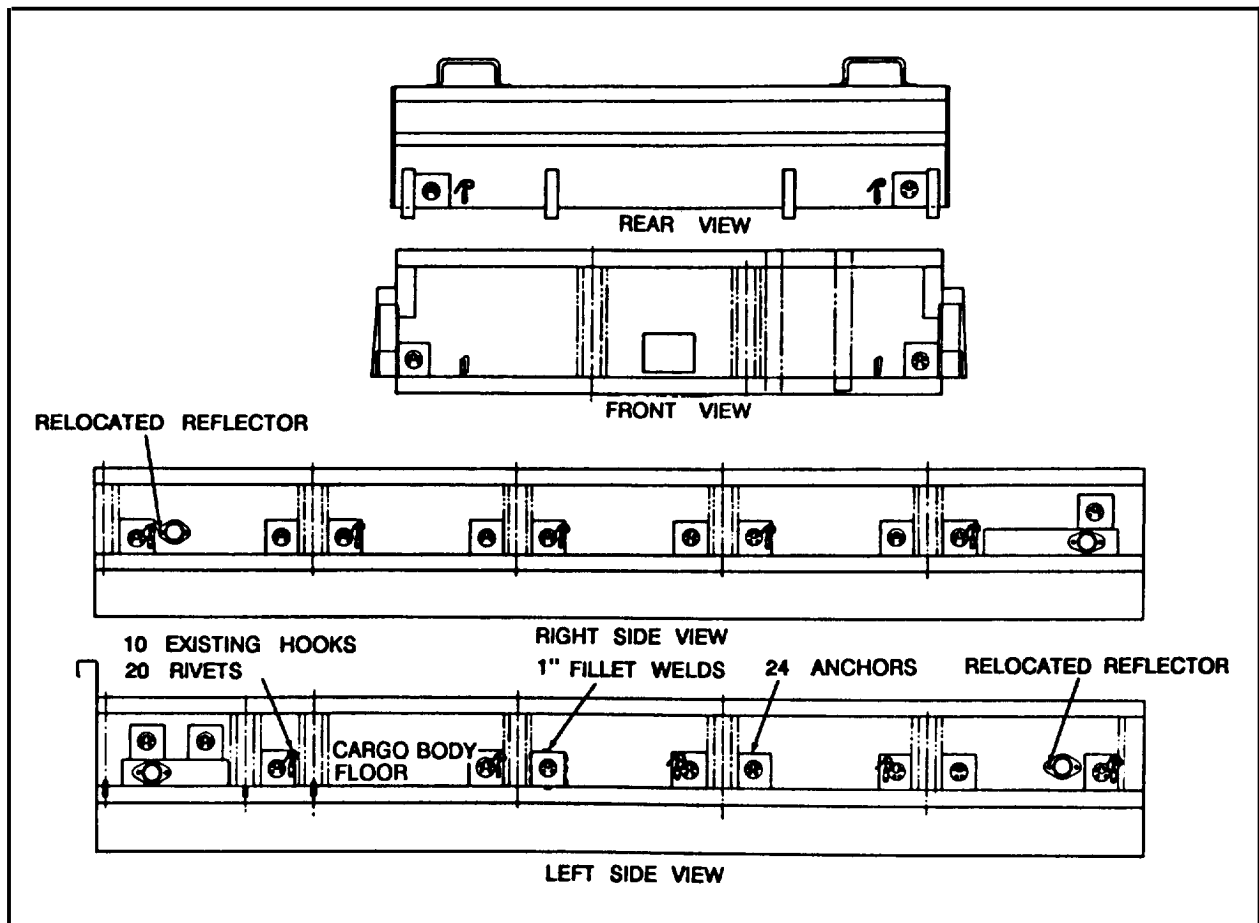 REAR VIEW
FRONT VIEW
RELOCATED REFLECTOR
RIGHT SIDE VIEW
10 EXISTING HOOKS
20 RIVETS
1" FILLET WELDS
24 ANCHORS
RELOCATED REFLECTOR
CARGO BODY
FLOOR
LEFT SIDE VIEW